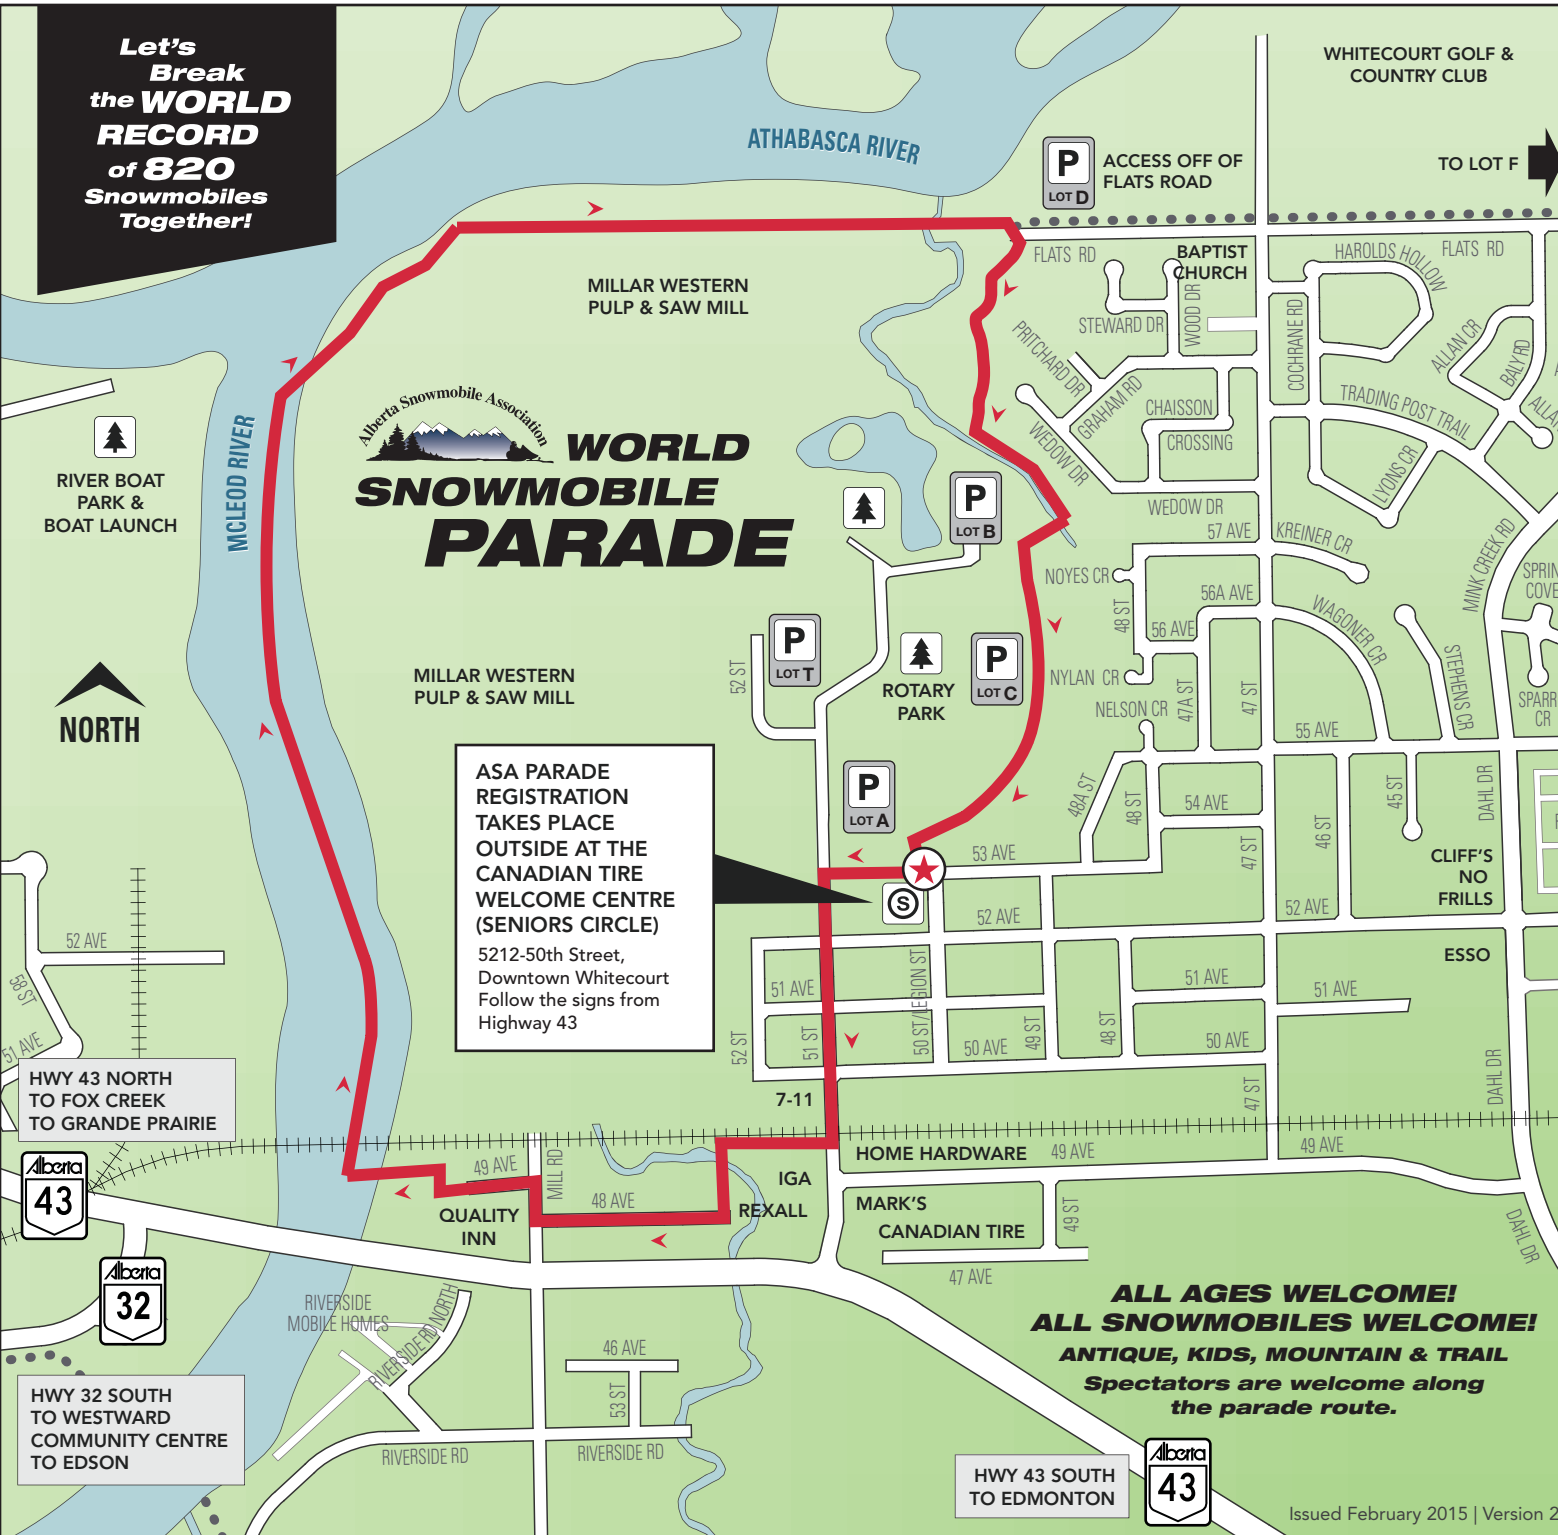 Let's
Break
the WORLD
RECORD
of 820
Snowmobiles
Together!
ATHABASCA RIVER
WHITECOURT GOLF &
COUNTRY CLUB
P
LOT D
ACCESS OFF OF
FLATS ROAD
TO LOT F
FLATS RD
BAPTIST
CHURCH
HAROLDS HOLLOW
FLATS RD
MILLAR WESTERN
PULP & SAW MILL
STEWARD DR
WOOD DR
COCHRANE RD
PRITCHARD DR
GRAHAM RD
ALLAN CR
BALY RD
CHAISSON
CROSSING
TRADING POST TRAIL
WEDOW DR
LYONS CR
WEDOW DR
RIVER BOAT
PARK &
BOAT LAUNCH
MCLEOD RIVER
Alberta Snowmobile Association
WORLD
SNOWMOBILE
PARADE
P
LOT B
57 AVE
KREINER CR
MINK CREEK RD
NOYES CR
56A AVE
48 ST
56 AVE
WAGONER CR
STEPHENS CR
P
LOT T
52 ST
ROTARY
PARK
P
LOT C
NYLAN CR
NELSON CR
47A ST
47 ST
55 AVE
MILLAR WESTERN
PULP & SAW MILL
NORTH
ASA PARADE
REGISTRATION
TAKES PLACE
OUTSIDE AT THE
CANADIAN TIRE
WELCOME CENTRE
(SENIORS CIRCLE)
5212-50th Street,
Downtown Whitecourt
Follow the signs from
Highway 43
P
LOT A
S
48A ST
48 ST
54 AVE
47 ST
46 ST
45 ST
DAHL DR
53 AVE
CLIFF'S
NO
FRILLS
52 AVE
52 AVE
ESSO
52 AVE
58 ST
51 AVE
51 AVE
51 AVE
51 AVE
52 ST
51 ST
50 ST/LEGION ST
50 AVE
49 ST
48 ST
50 AVE
47 ST
DAHL DR
7-11
HWY 43 NORTH
TO FOX CREEK
TO GRANDE PRAIRIE
Alberta
43
49 AVE
MILL RD
48 AVE
QUALITY
INN
IGA
REXALL
HOME HARDWARE
49 AVE
49 AVE
MARK'S
CANADIAN TIRE
49 ST
47 AVE
DAHL DR
Alberta
32
RIVERSIDE
MOBILE HOMES
RIVERSIDE RD NORTH
46 AVE
53 ST
RIVERSIDE RD
RIVERSIDE RD
HWY 32 SOUTH
TO WESTWARD
COMMUNITY CENTRE
TO EDSON
ALL AGES WELCOME!
ALL SNOWMOBILES WELCOME!
ANTIQUE, KIDS, MOUNTAIN & TRAIL
Spectators are welcome along
the parade route.
HWY 43 SOUTH
TO EDMONTON
Alberta
43
Issued February 2015 | Version 2